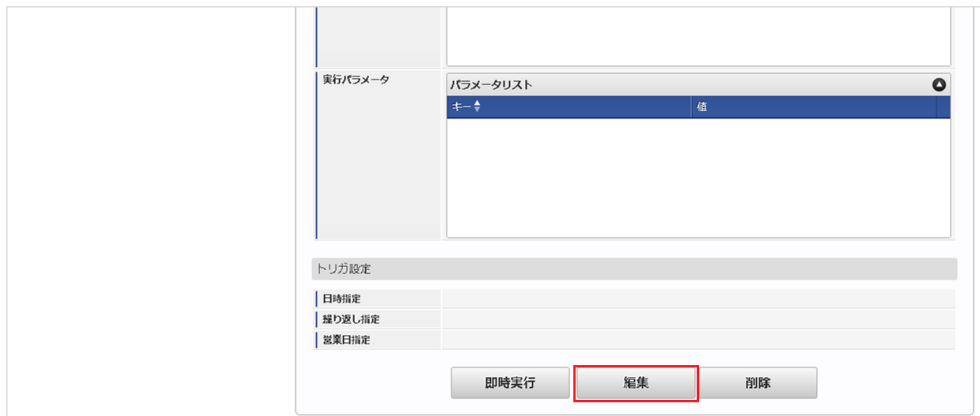 実行パラメータ
パラメータリスト
キー 値
トリガ設定
日時指定
繰り返し指定
営業日指定
即時実行 編集 削除